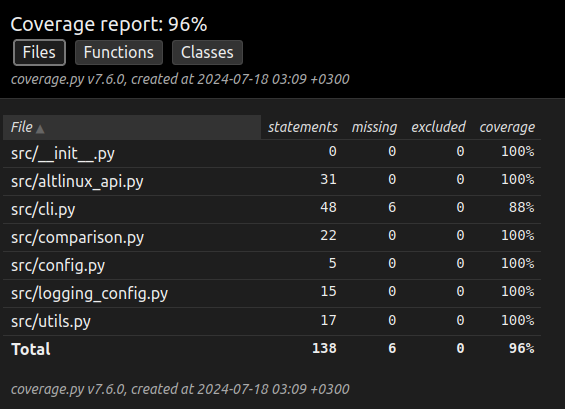 Coverage report: 96%
Files Functions Classes
coverage.py v7.6.0, created at 2024-07-18 03:09 +0300
File ▲ statements missing excluded coverage
src/__init__.py 0 0 0 100%
src/altlinux_api.py 31 0 0 100%
src/cli.py 48 6 0 88%
src/comparison.py 22 0 0 100%
src/config.py 5 0 0 100%
src/logging_config.py 15 0 0 100%
src/utils.py 17 0 0 100%
Total 138 6 0 96%
coverage.py v7.6.0, created at 2024-07-18 03:09 +0300